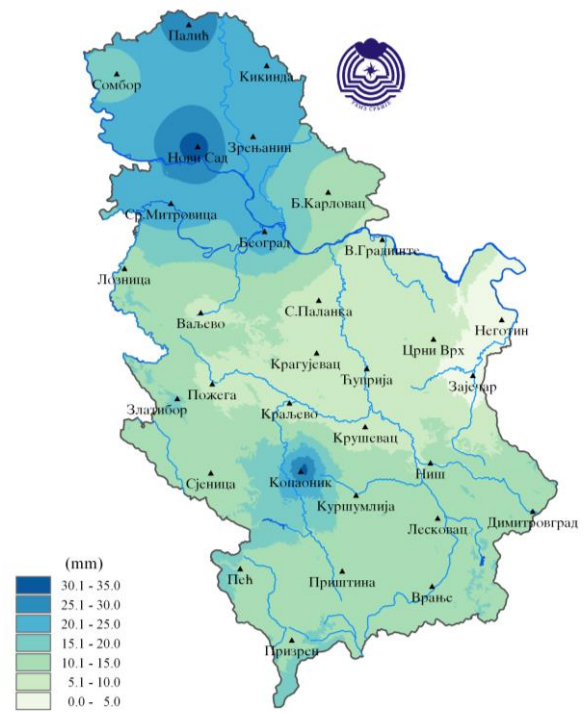 Палић
Кикинда
Сомбор
Нови Сад
Зрењанин
Б.Карловац
Ср.Митровица
Београд
В.Градиште
Лозница
С.Паланка
Ваљево
Неготин
Црни Врх
Крагујевац
Ћуприја
Зајечар
Пожега
Златибор
Краљево
Крушевац
Ниш
Сјеница
Копаоник
Куршумлија
Лесковац
Димитровград
Пећ
Приштина
Врање
Призрен
(mm)
30.1 - 35.0
25.1 - 30.0
20.1 - 25.0
15.1 - 20.0
10.1 - 15.0
5.1 - 10.0
0.0 - 5.0